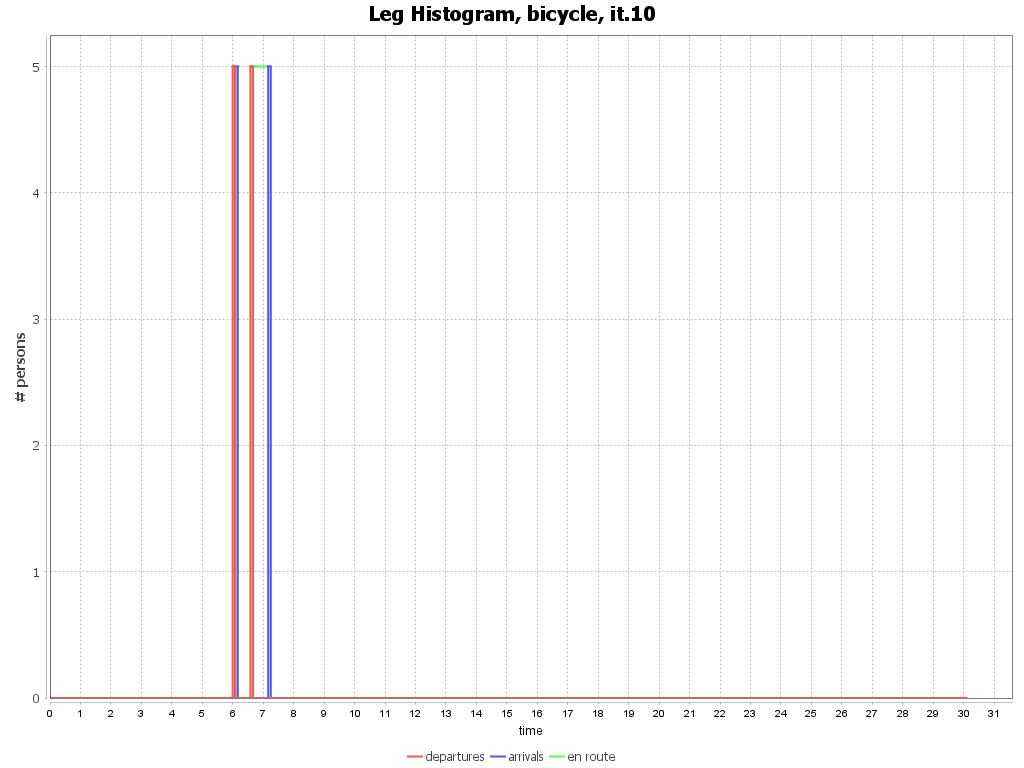 Leg Histogram, bicycle, it.10
# persons
5
4
3
2
1
0
0 1 2 3 4 5 6 7 8 9 10 11 12 13 14 15 16 17 18 19 20 21 22 23 24 25 26 27 28 29 30 31
time
departures arrivals en route